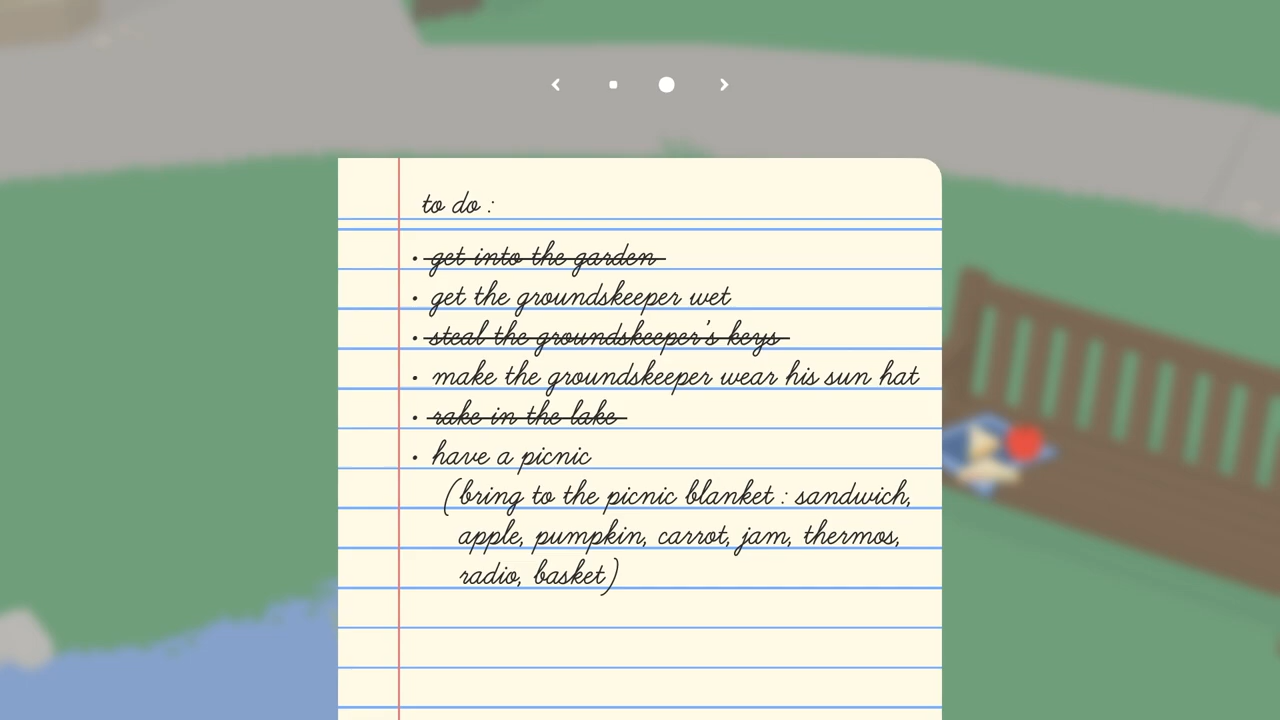 to do :
• get into the garden
• get the groundskeeper wet
• steal the groundskeeper's keys
• make the groundskeeper wear his sun hat
• rake in the lake
• have a picnic
(bring to the picnic blanket : sandwich,
apple, pumpkin, carrot, jam, thermos,
radio, basket)